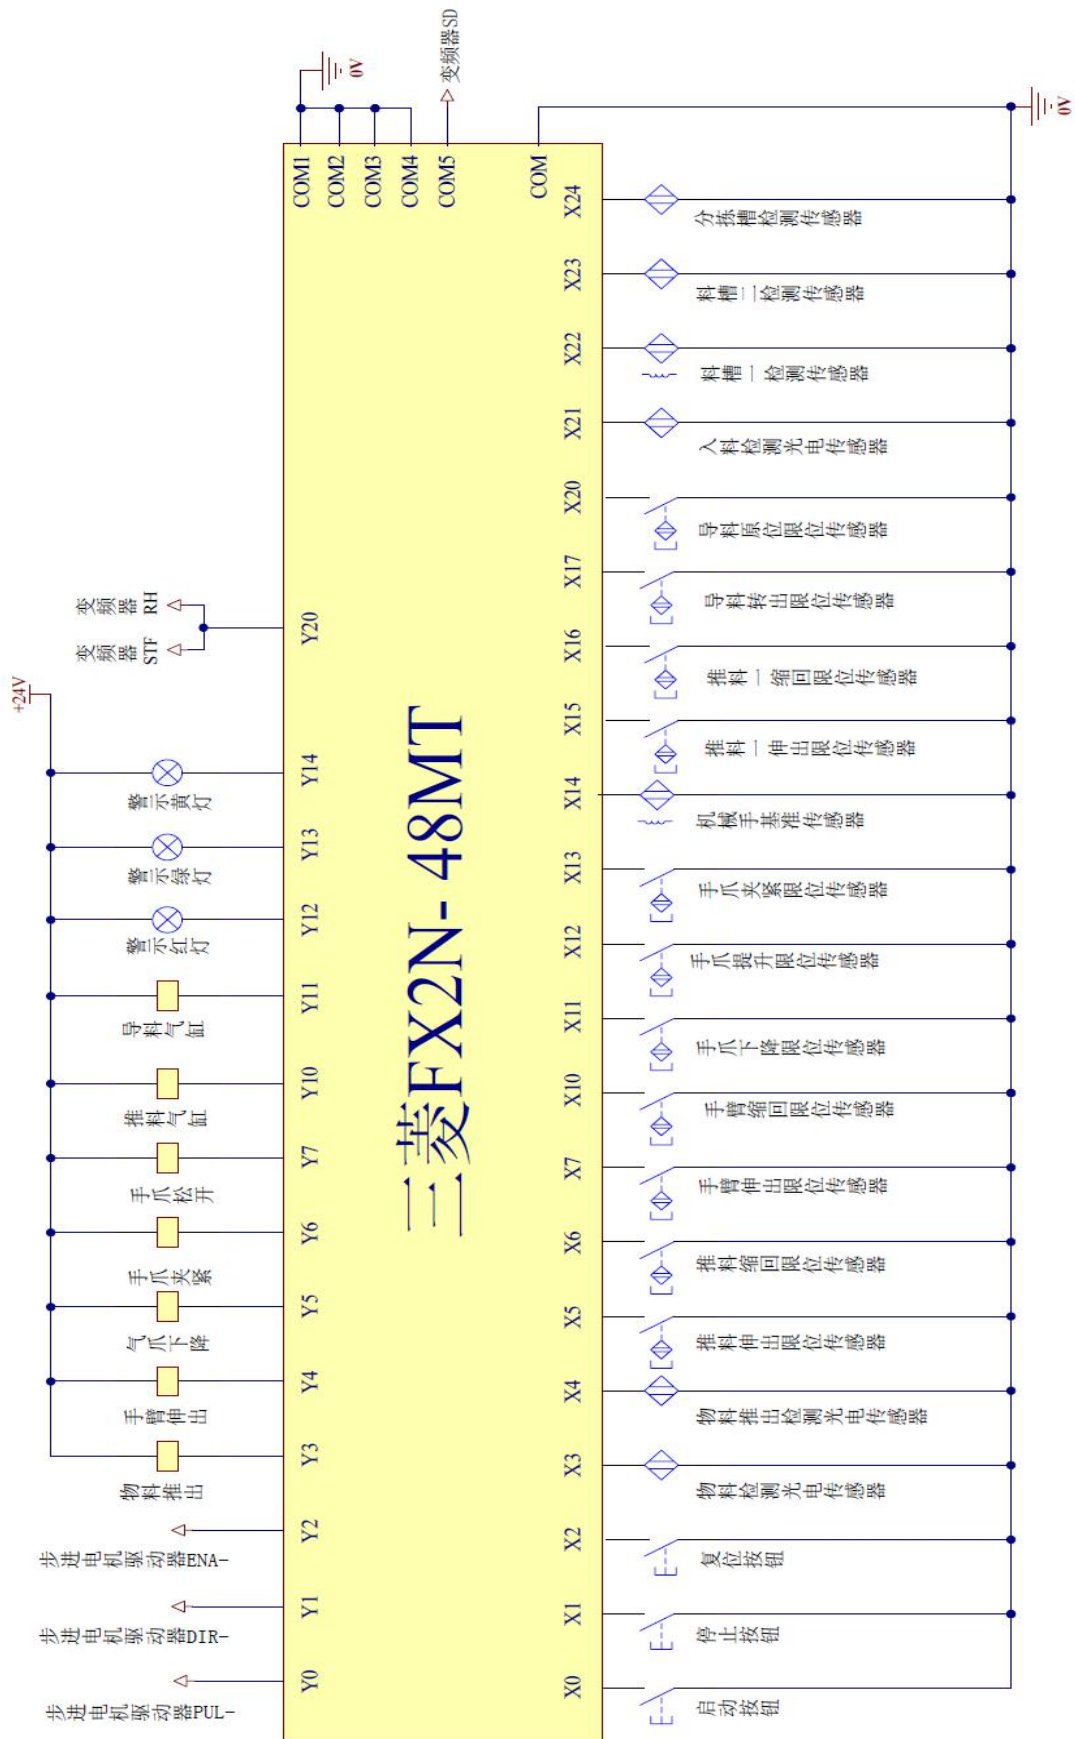 变频器SD
0V
COM1
COM2
COM3
COM4
COM5
COM
0V
+24V
变频器 RH
变频器 STF
警示黄灯
警示绿灯
警示红灯
导料气缸
推料气缸
手爪松开
手爪夹紧
气爪下降
手臂伸出
物料推出
步进电机驱动器ENA-
步进电机驱动器DIR-
步进电机驱动器PUL-
Y20
Y14
Y13
Y12
Y11
Y10
Y7
Y6
Y5
Y4
Y3
Y2
Y1
Y0
三菱FX2N-48MT
X24
X23
X22
X21
X20
X17
X16
X15
X14
X13
X12
X11
X10
X7
X6
X5
X4
X3
X2
X1
X0
分拣槽检测传感器
料槽二检测传感器
料槽一检测传感器
入料检测光电传感器
导料原位限位传感器
导料转出限位传感器
推料一缩回限位传感器
推料一伸出限位传感器
机械手基准传感器
手爪夹紧限位传感器
手爪提升限位传感器
手爪下降限位传感器
手臂缩回限位传感器
手臂伸出限位传感器
推料缩回限位传感器
推料伸出限位传感器
物料推出检测光电传感器
物料检测光电传感器
复位按钮
停止按钮
启动按钮